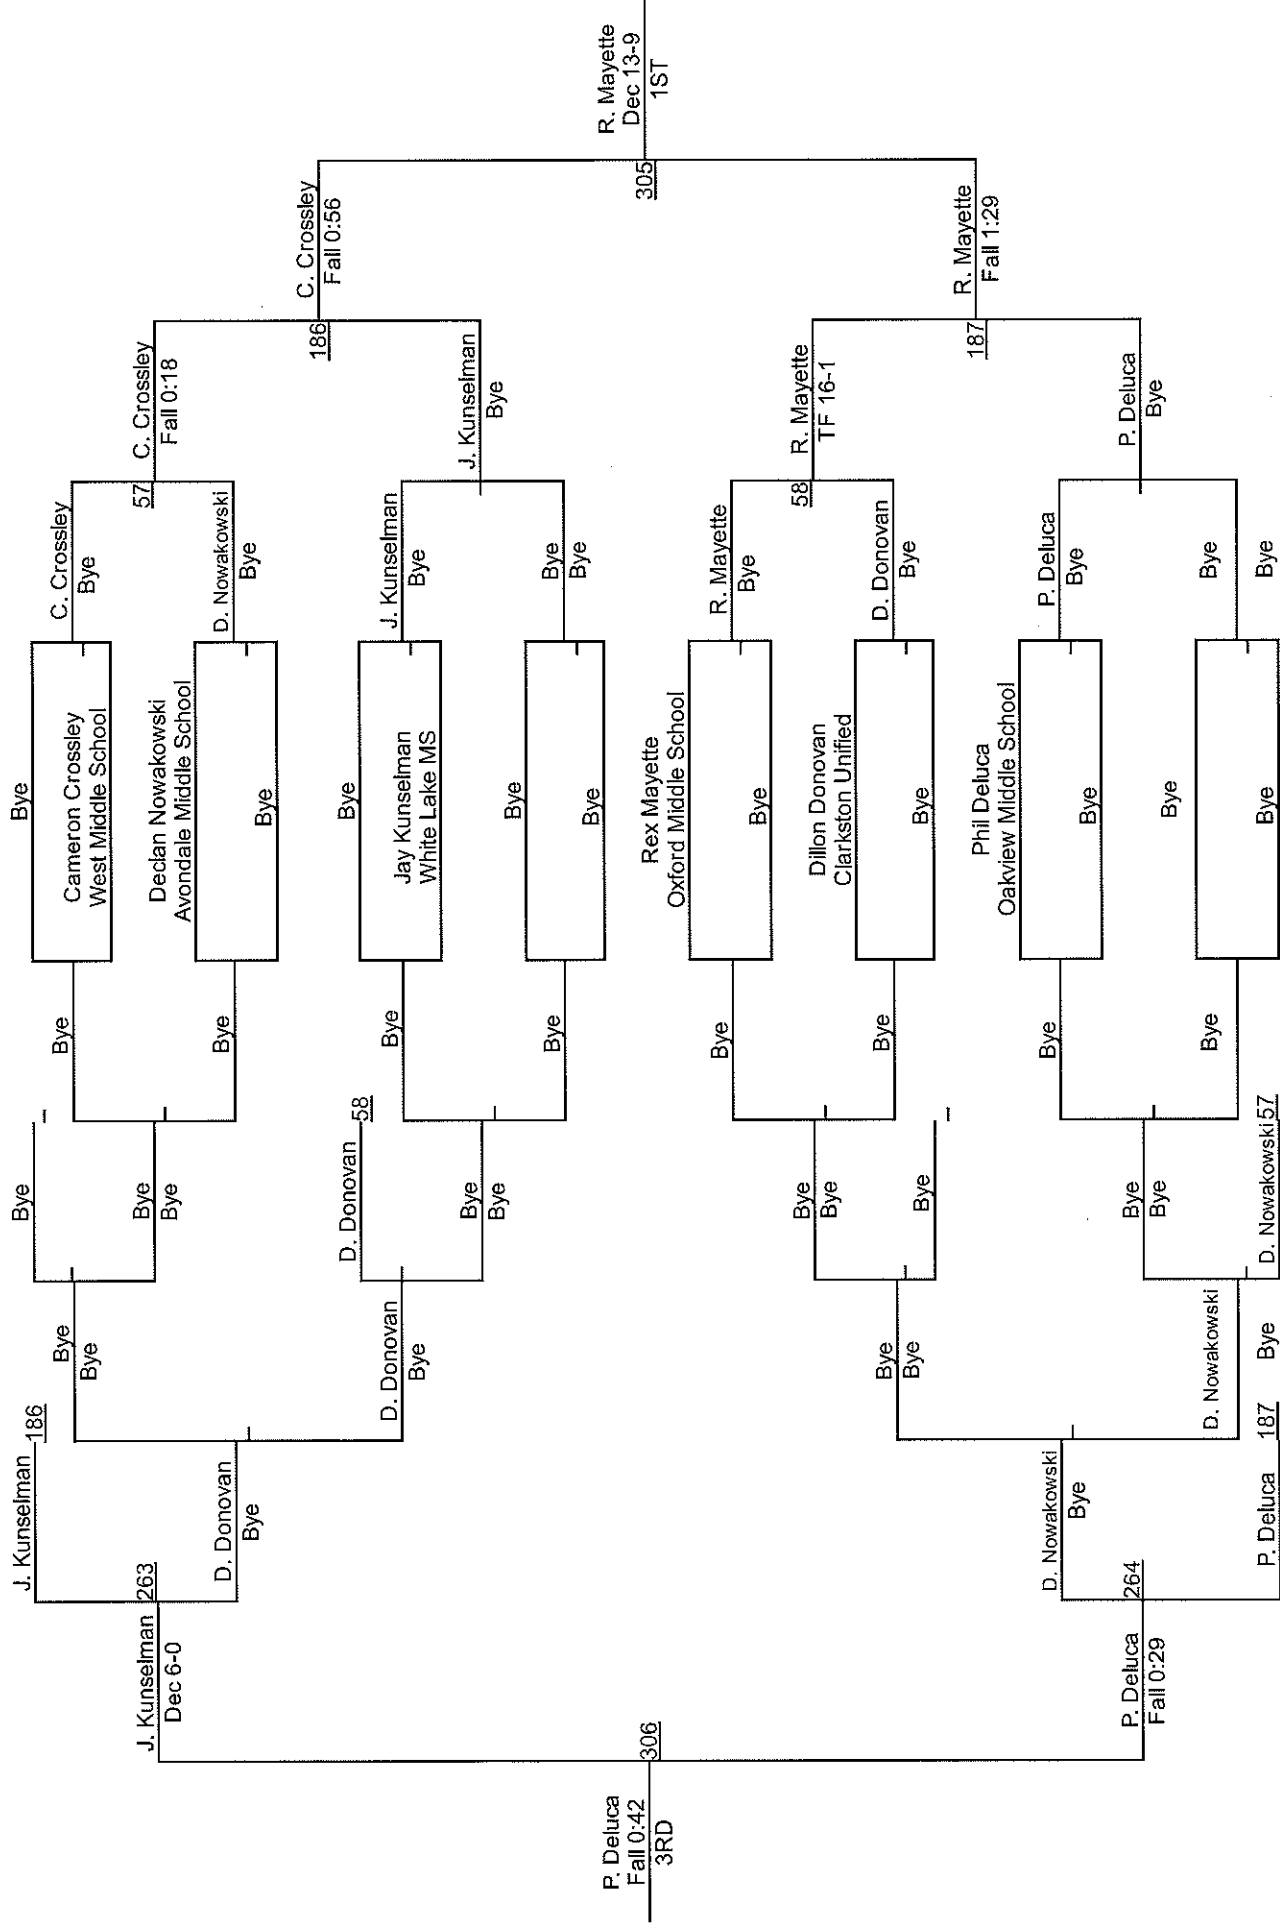 P. Deluca
Fall 0:42
3RD
306
J. Kunselman
Dec 6-0
263
P. Deluca
Fall 0:29
264
J. Kunselman
186
D. Donovan
Bye
D. Nowakowski
Bye
P. Deluca
187
Bye
Bye
D. Donovan
Bye
Bye
Bye
D. Nowakowski
Bye
Bye
Bye
Bye
D. Donovan
58
Bye
Bye
Bye
Bye
Bye
Bye
Bye
D. Nowakowski
57
Bye
Bye
Bye
Bye
Bye
Bye
Bye
Bye
Bye
Cameron Crossley
West Middle School
Declan Nowakowski
Avondale Middle School
Bye
Bye
Jay Kunselman
White Lake MS
Bye
Bye
Rex Mayette
Oxford Middle School
Bye
Dillon Donovan
Clarkston Unified
Bye
Phil Deluca
Oakview Middle School
Bye
Bye
Bye
C. Crossley
Bye
D. Nowakowski
Bye
J. Kunselman
Bye
Bye
Bye
R. Mayette
Bye
D. Donovan
Bye
P. Deluca
Bye
Bye
Bye
57
C. Crossley
Fall 0:18
J. Kunselman
Bye
58
R. Mayette
TF 16-1
P. Deluca
Bye
186
C. Crossley
Fall 0:56
187
R. Mayette
Fall 1:29
305
R. Mayette
Dec 13-9
1ST